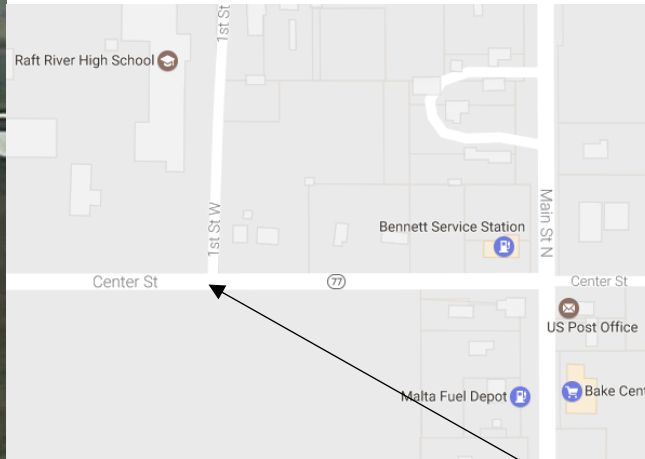 1st St
Raft River High School
1st St W
Main St N
Bennett Service Station
Center St
77
Center St
US Post Office
Malta Fuel Depot
Bake Cent